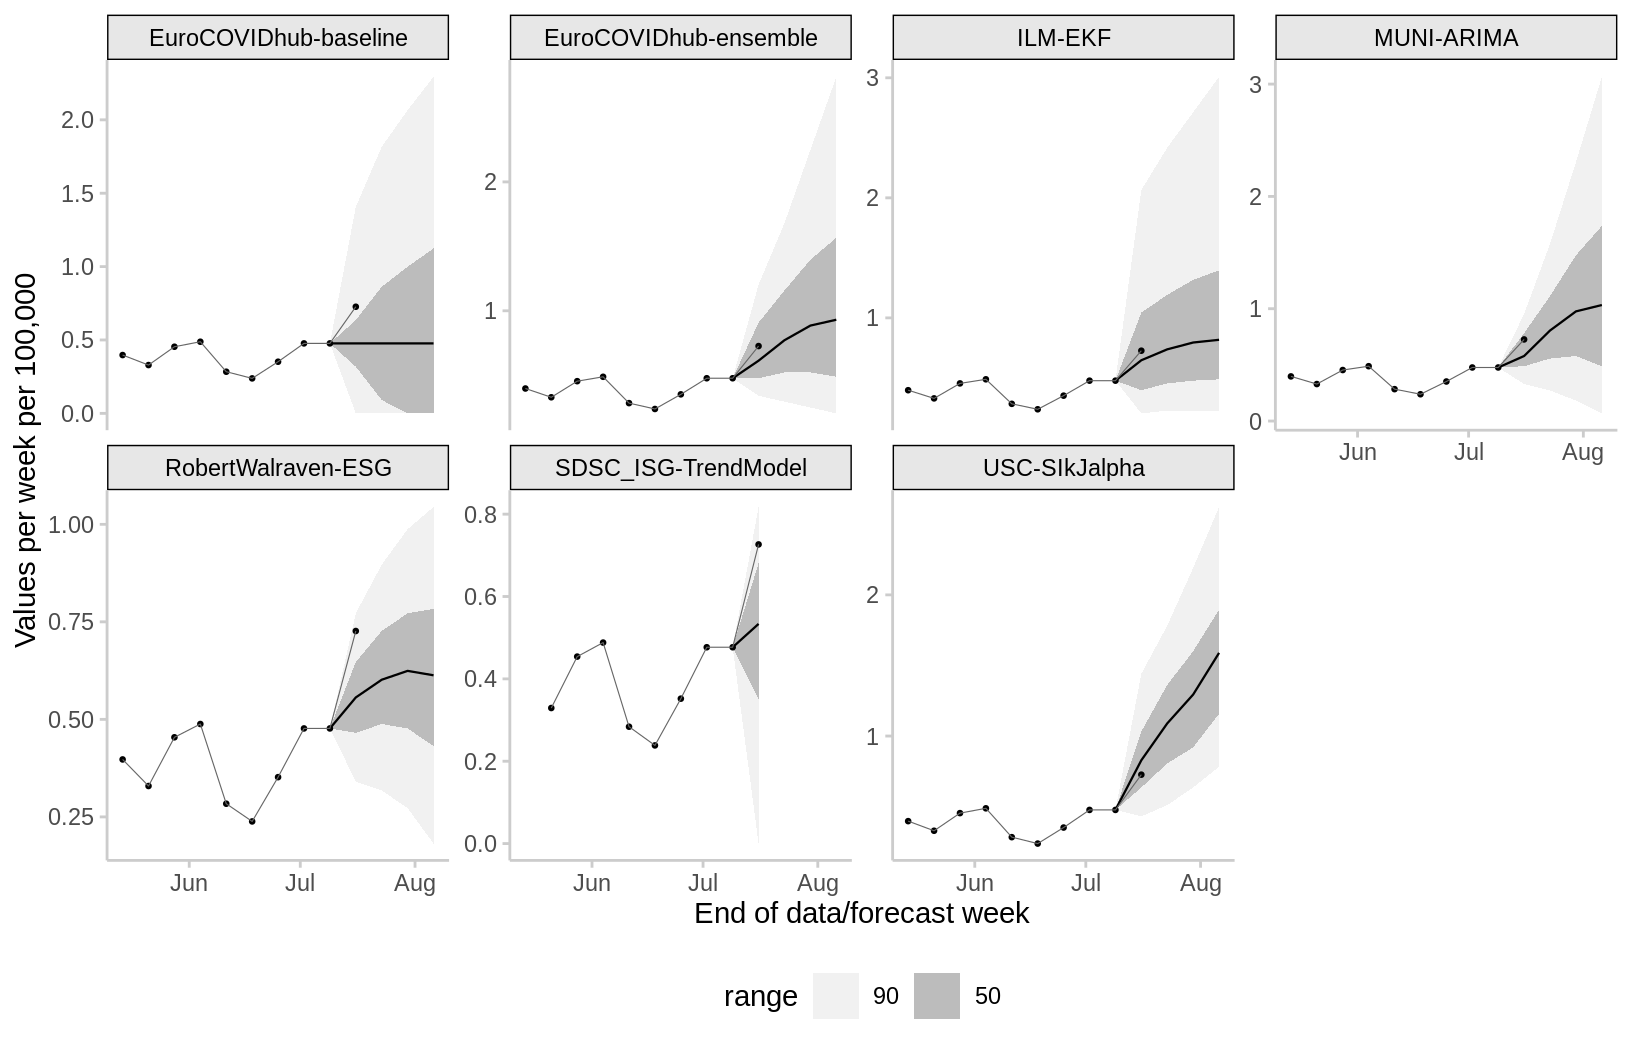 EuroCOVIDhub-baseline
EuroCOVIDhub-ensemble
ILM-EKF
MUNI-ARIMA
2.0
1.5
1.0
0.5
0.0
2
1
3
2
1
3
2
1
0
Jun Jul Aug
Values per week per 100,000
RobertWalraven-ESG
SDSC_ISG-TrendModel
USC-SIkJalpha
1.00
0.75
0.50
0.25
0.8
0.6
0.4
0.2
0.0
2
1
Jun Jul Aug
Jun Jul Aug
Jun Jul Aug
End of data/forecast week
range 90 50